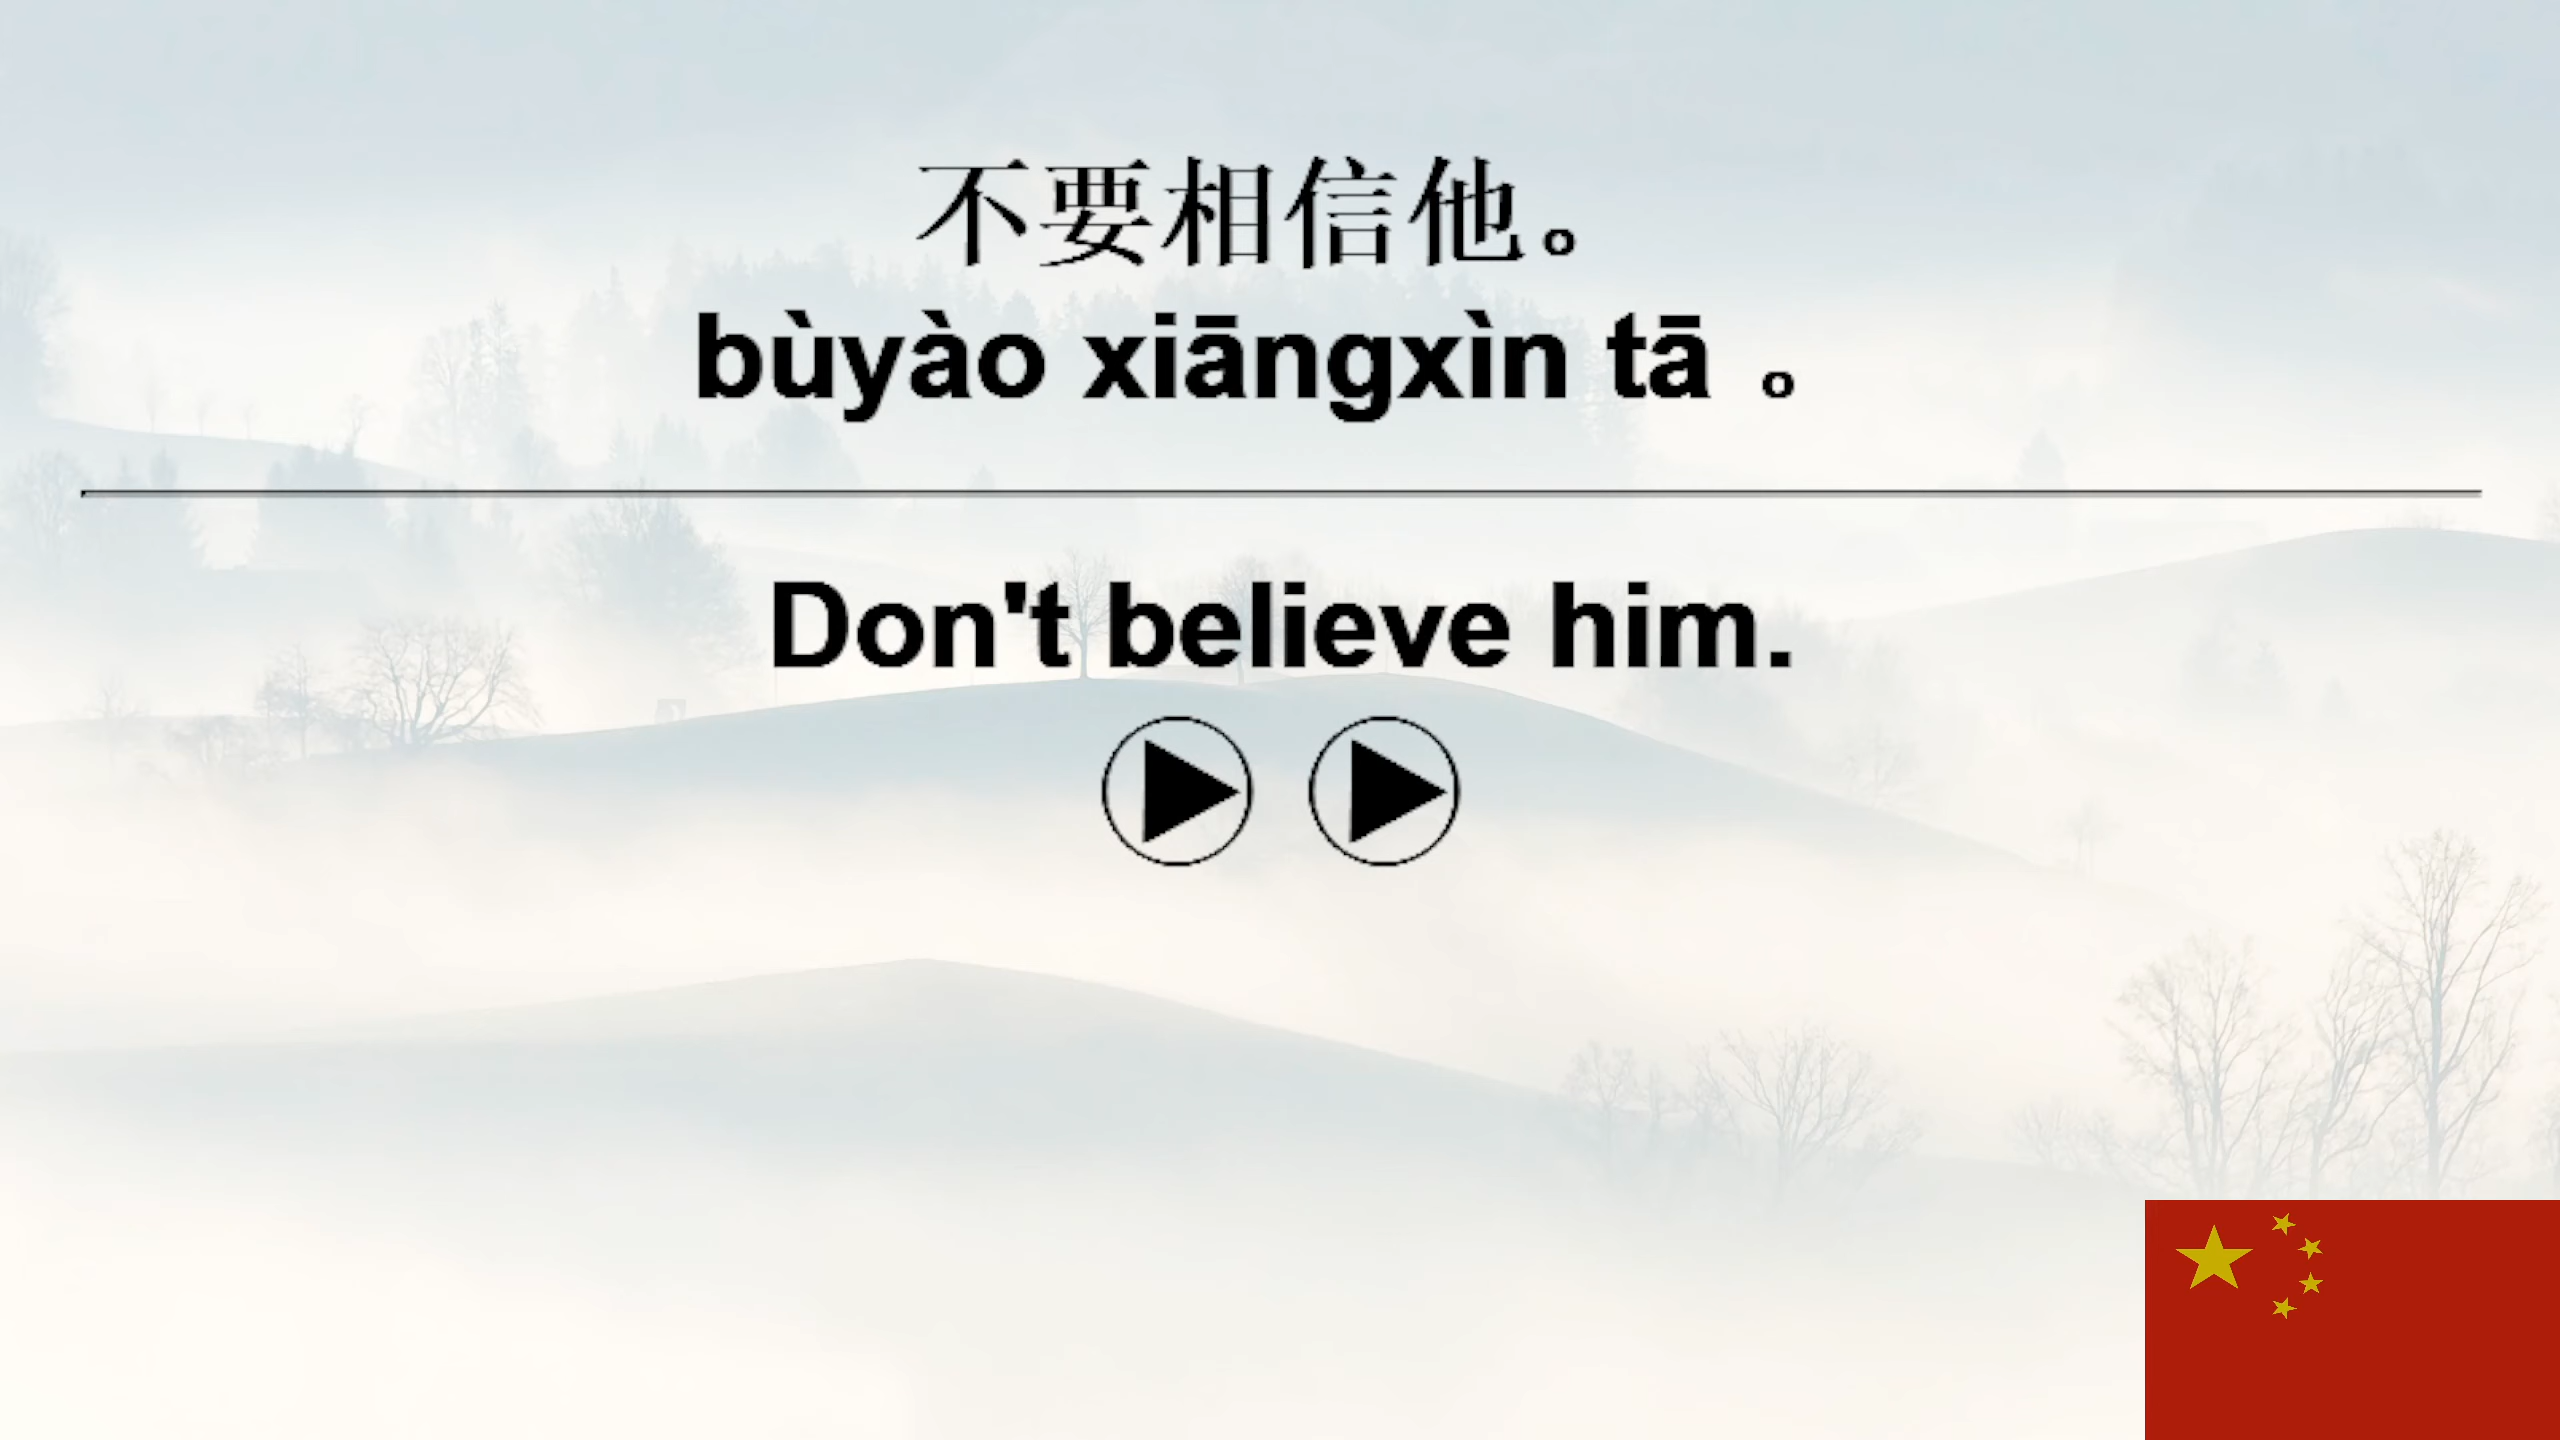 不要相信他。
bùyào xiāngxìn tā 。
Don't believe him.